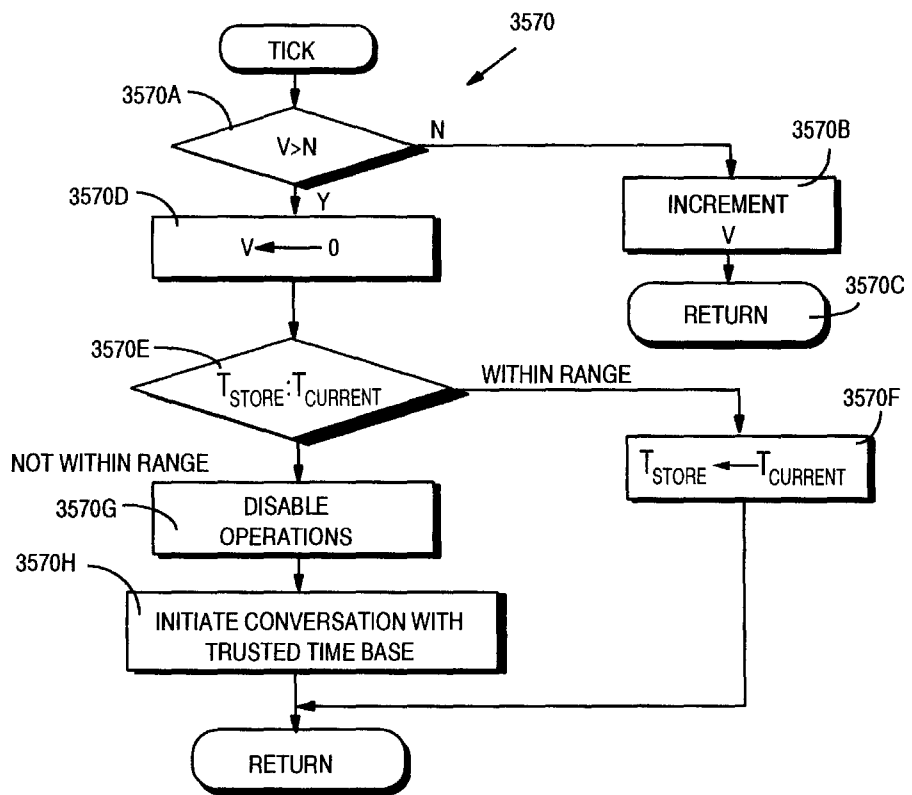 TICK
3570
3570A
V>N
N
3570B
INCREMENT
V
3570D
Y
V ← 0
RETURN
3570C
3570E
T_STORE:T_CURRENT
WITHIN RANGE
3570F
T_STORE ← T_CURRENT
NOT WITHIN RANGE
3570G
DISABLE
OPERATIONS
3570H
INITIATE CONVERSATION WITH
TRUSTED TIME BASE
RETURN